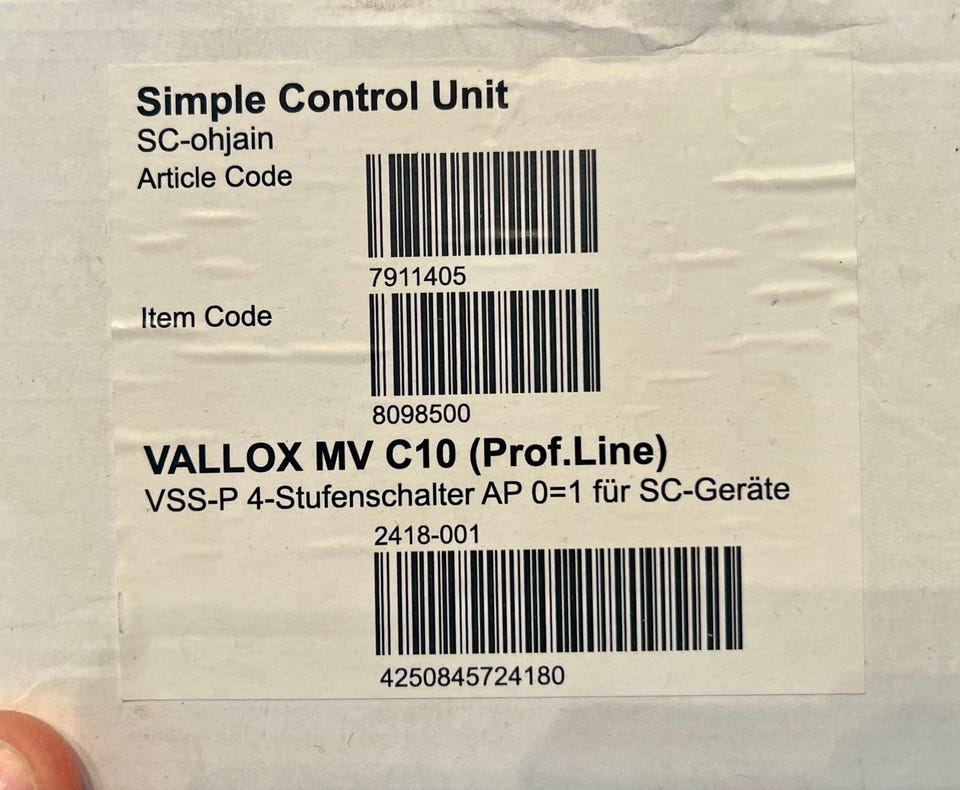 Simple Control Unit
SC-ohjain
Article Code
7911405
Item Code
8098500
VALLOX MV C10 (Prof.Line)
VSS-P 4-Stufenschalter AP 0=1 für SC-Geräte
2418-001
4250845724180